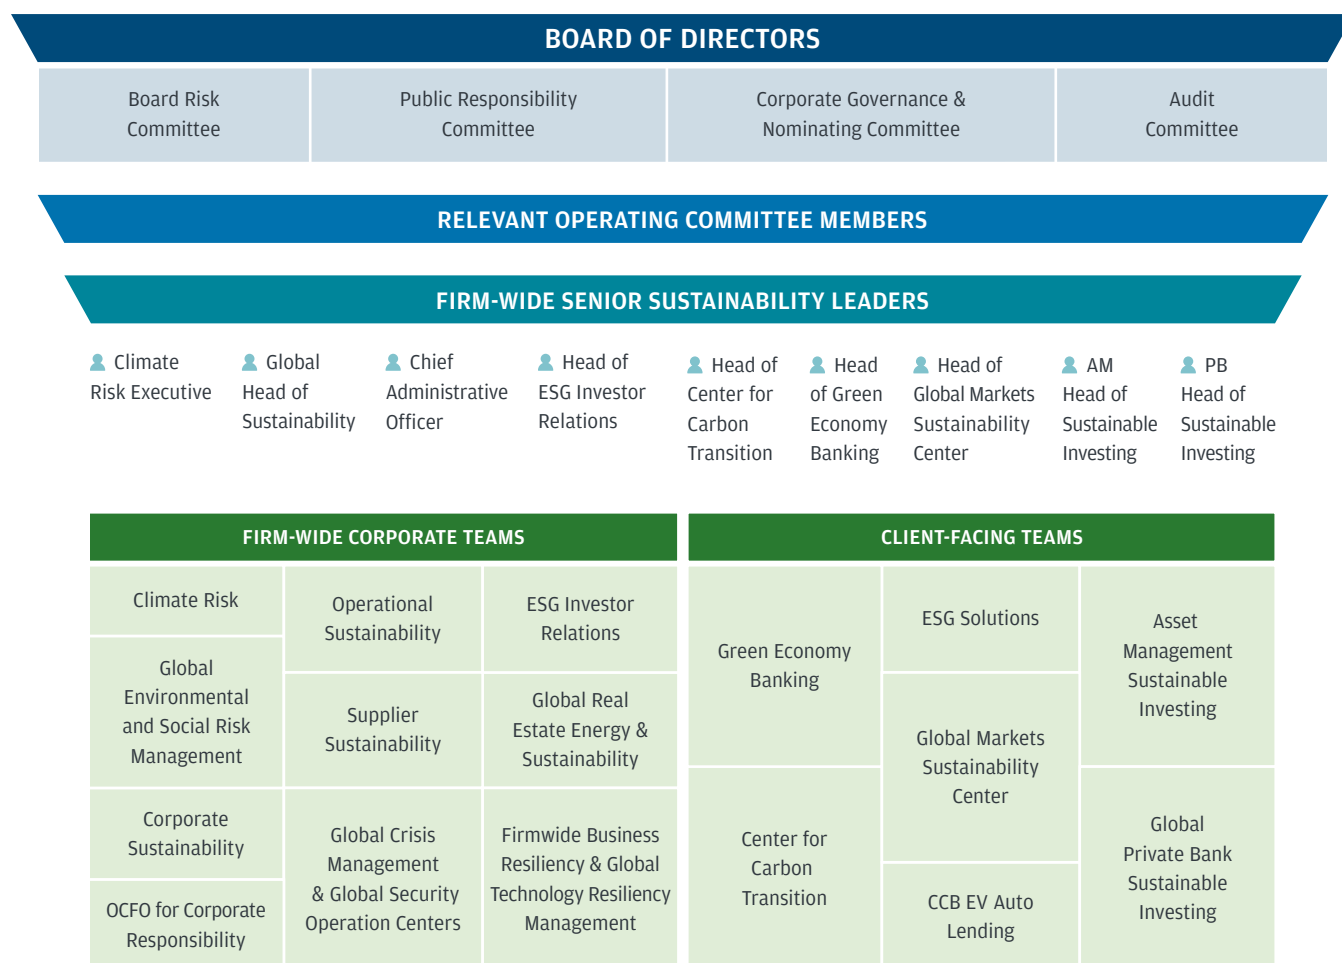 BOARD OF DIRECTORS
Board Risk
Committee
Public Responsibility
Committee
Corporate Governance &
Nominating Committee
Audit
Committee
RELEVANT OPERATING COMMITTEE MEMBERS
FIRM-WIDE SENIOR SUSTAINABILITY LEADERS
Climate
Risk Executive
Global
Head of
Sustainability
Chief
Administrative
Officer
Head of
ESG Investor
Relations
Head of
Center for
Carbon
Transition
Head
of Green
Economy
Banking
Head of
Global Markets
Sustainability
Center
AM
Head of
Sustainable
Investing
PB
Head of
Sustainable
Investing
FIRM-WIDE CORPORATE TEAMS
Climate Risk
Global
Environmental
and Social Risk
Management
Corporate
Sustainability
OCFO for Corporate
Responsibility
Operational
Sustainability
Supplier
Sustainability
Global Crisis
Management
& Global Security
Operation Centers
ESG Investor
Relations
Global Real
Estate Energy &
Sustainability
Firmwide Business
Resiliency & Global
Technology Resiliency
Management
CLIENT-FACING TEAMS
Green Economy
Banking
Center for
Carbon
Transition
ESG Solutions
Global Markets
Sustainability
Center
CCB EV Auto
Lending
Asset
Management
Sustainable
Investing
Global
Private Bank
Sustainable
Investing